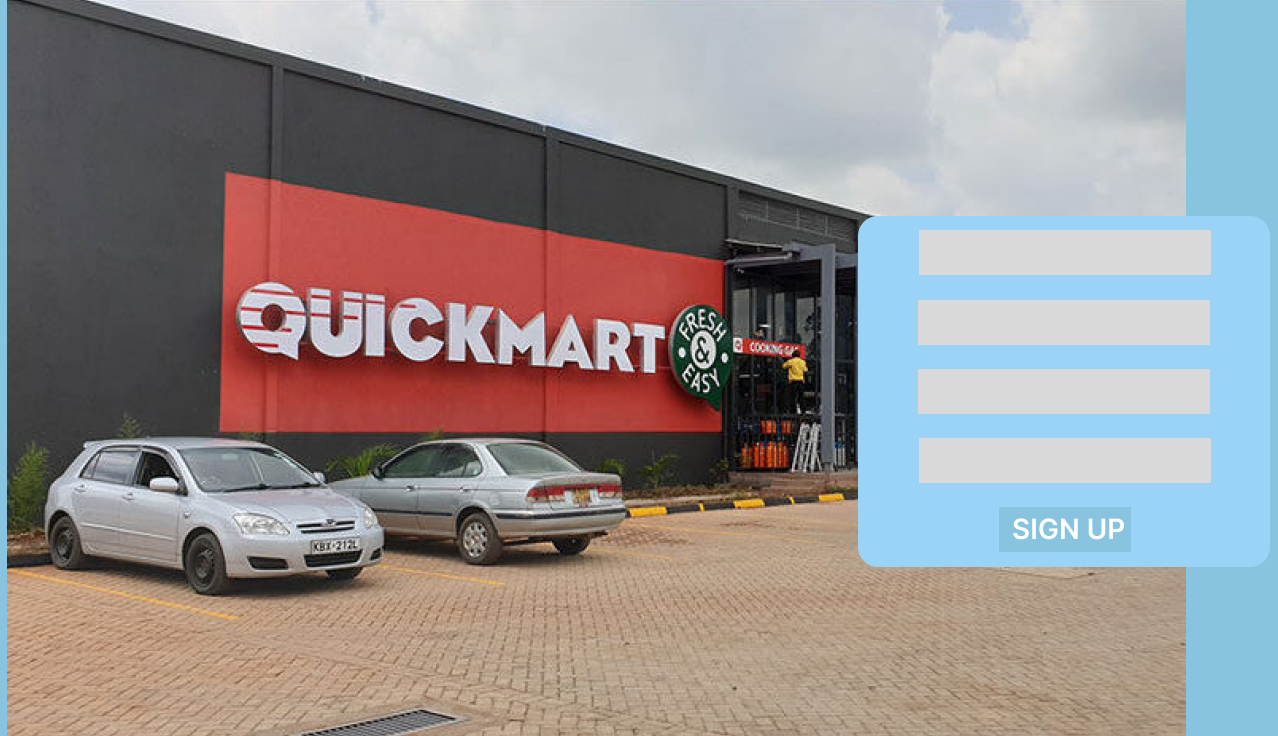 QUICKMART
FRESH
&
EASY
COOKING GAS
KBX-212L
SIGN UP